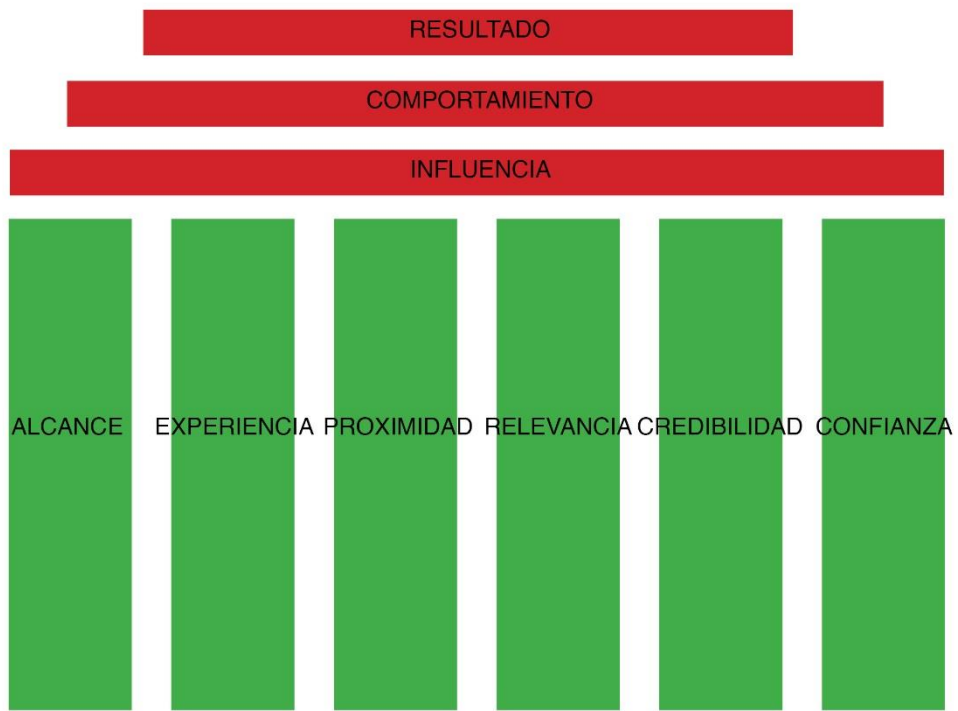 RESULTADO
COMPORTAMIENTO
INFLUENCIA
ALCANCE EXPERIENCIA PROXIMIDAD RELEVANCIA CREDIBILIDAD CONFIANZA